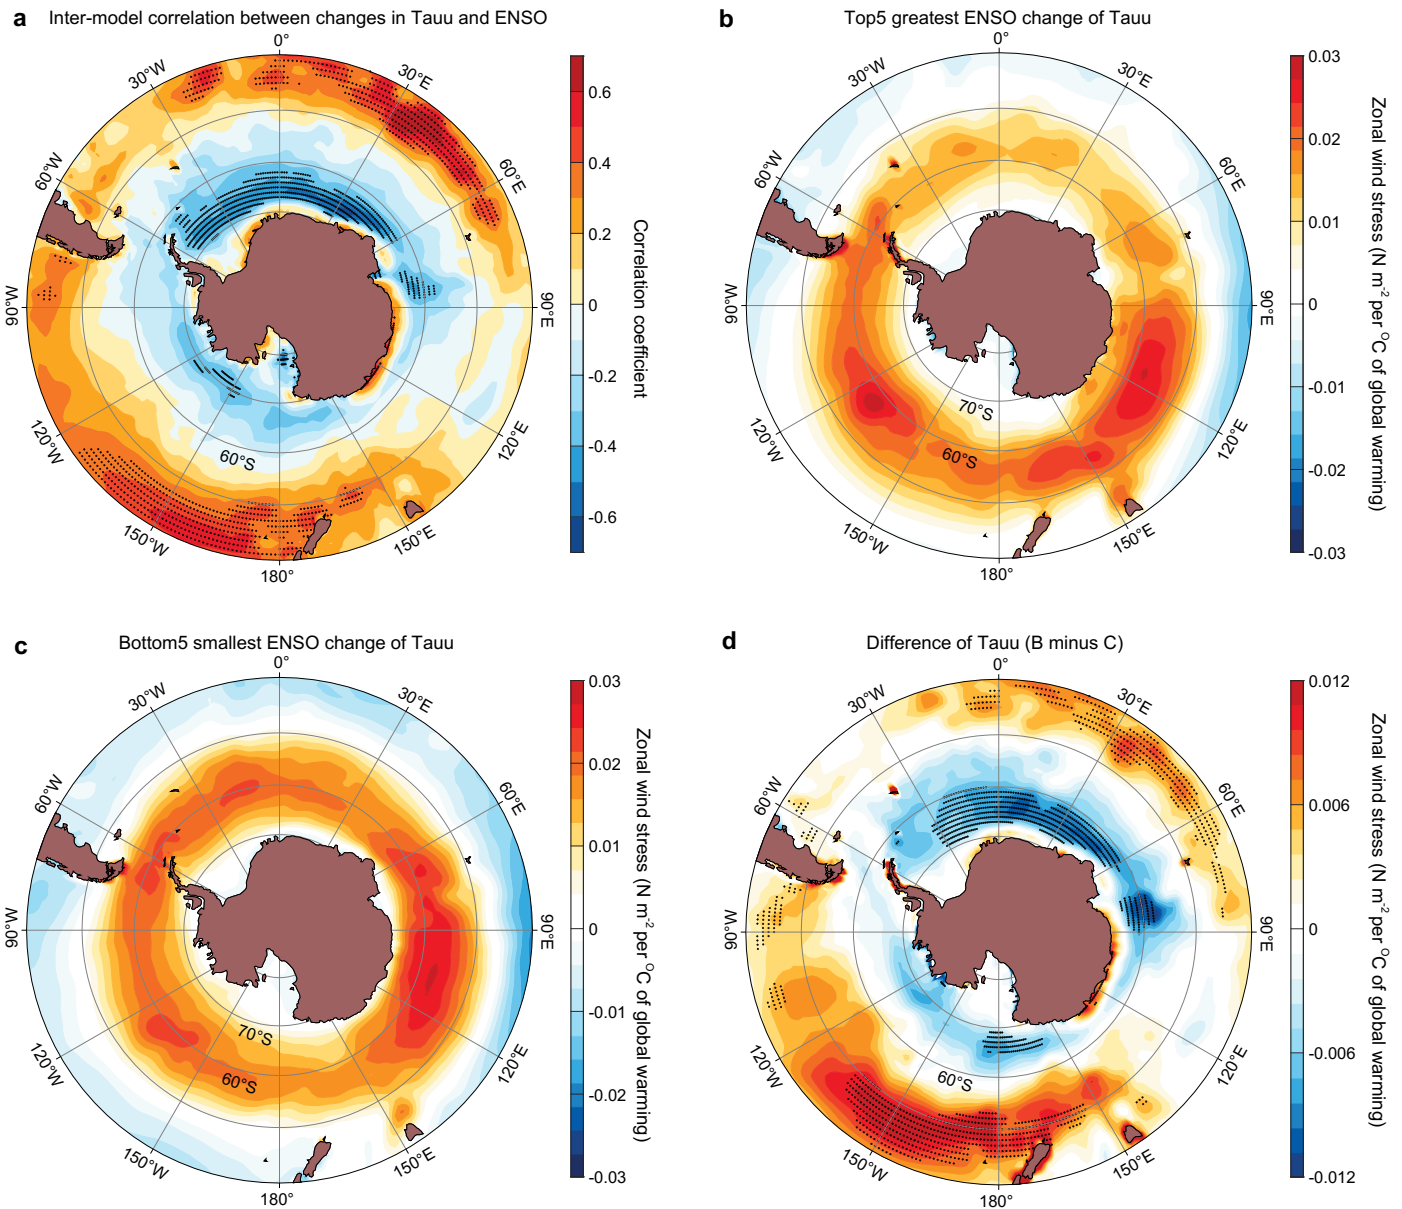 a Inter-model correlation between changes in Tauu and ENSO
0°
30°E
60°E
90°E
120°E
150°E
180°
150°W
120°W
90°W
60°W
30°W
60°S
0.6
0.4
0.2
0
-0.2
-0.4
-0.6
Correlation coefficient
b Top5 greatest ENSO change of Tauu
0°
30°E
60°E
90°E
120°E
150°E
180°
150°W
120°W
90°W
60°W
30°W
70°S
60°S
0.03
0.02
0.01
0
-0.01
-0.02
-0.03
Zonal wind stress (N m⁻² per °C of global warming)
c Bottom5 smallest ENSO change of Tauu
0°
30°E
60°E
90°E
120°E
150°E
180°
150°W
120°W
90°W
60°W
30°W
70°S
60°S
0.03
0.02
0.01
0
-0.01
-0.02
-0.03
Zonal wind stress (N m⁻² per °C of global warming)
d Difference of Tauu (B minus C)
0°
30°E
60°E
90°E
120°E
150°E
180°
150°W
120°W
90°W
60°W
30°W
60°S
0.012
0.006
0
-0.006
-0.012
Zonal wind stress (N m⁻² per °C of global warming)